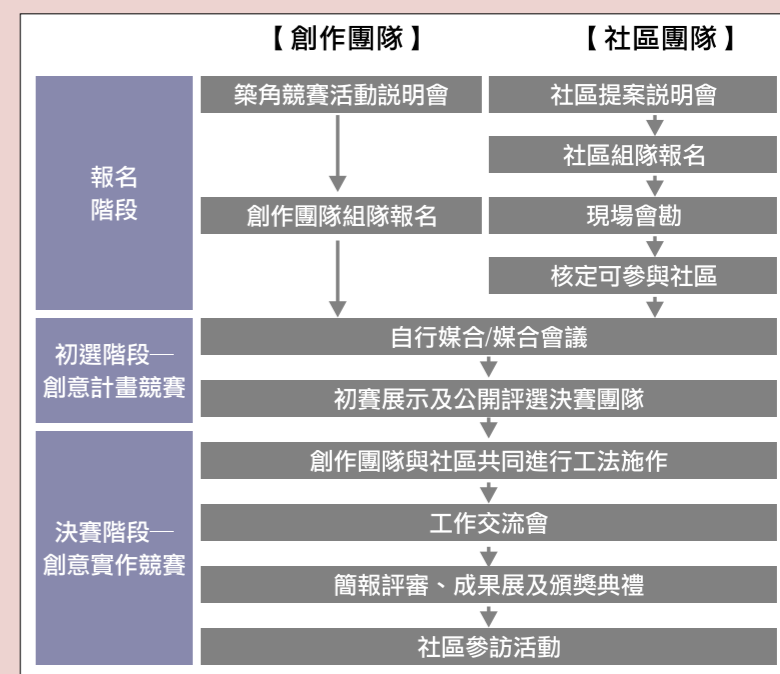 【創作團隊】
【社區團隊】
報名
階段
築角競賽活動說明會
社區提案說明會
社區組隊報名
創作團隊組隊報名
現場會勘
核定可參與社區
初選階段—
創意計畫競賽
自行媒合/媒合會議
初賽展示及公開評選決賽團隊
決賽階段—
創意實作競賽
創作團隊與社區共同進行工法施作
工作交流會
簡報評審、成果展及頒獎典禮
社區參訪活動